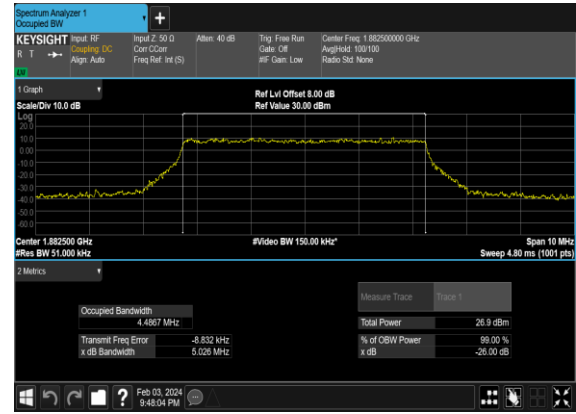 Spectrum Analyzer 1
Occupied BW
+
KEYSIGHT Input: RF Input Z: 50 Ω Atten: 40 dB Trig: Free Run Center Freq: 1.882500000 GHz
R T Coupling: DC Corr CCorr Gate: Off Avg|Hold: 100/100
Align: Auto Freq Ref: Int (S) #IF Gain: Low Radio Std: None
LW
1 Graph
Ref Lvl Offset 8.00 dB
Scale/Div 10.0 dB Ref Value 30.00 dBm
Log
20.0
10.0
0.00
-10.0
-20.0
-30.0
-40.0
-50.0
-60.0
Center 1.882500 GHz #Video BW 150.00 kHz* Span 10 MHz
#Res BW 51.000 kHz Sweep 4.80 ms (1001 pts)
2 Metrics
Measure Trace Trace 1
Occupied Bandwidth
4.4867 MHz Total Power 26.9 dBm
Transmit Freq Error -8.832 kHz % of OBW Power 99.00 %
x dB Bandwidth 5.026 MHz x dB -26.00 dB
? Feb 03, 2024
9:48:04 PM